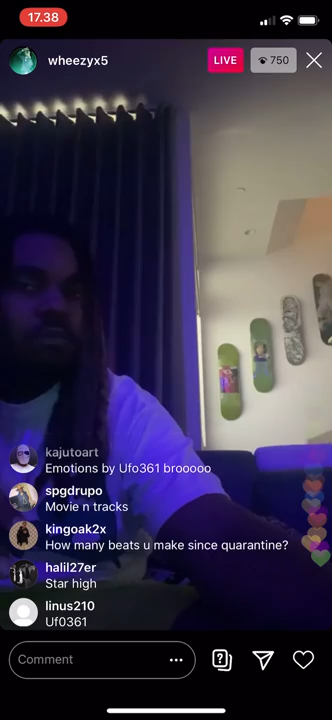 17.38
wheezyx5
LIVE
750
kajutoart
Emotions by Ufo361 brooooo
spgdrupo
Movie n tracks
kingoak2x
How many beats u make since quarantine?
halil27er
Star high
linus210
Uf0361
Comment